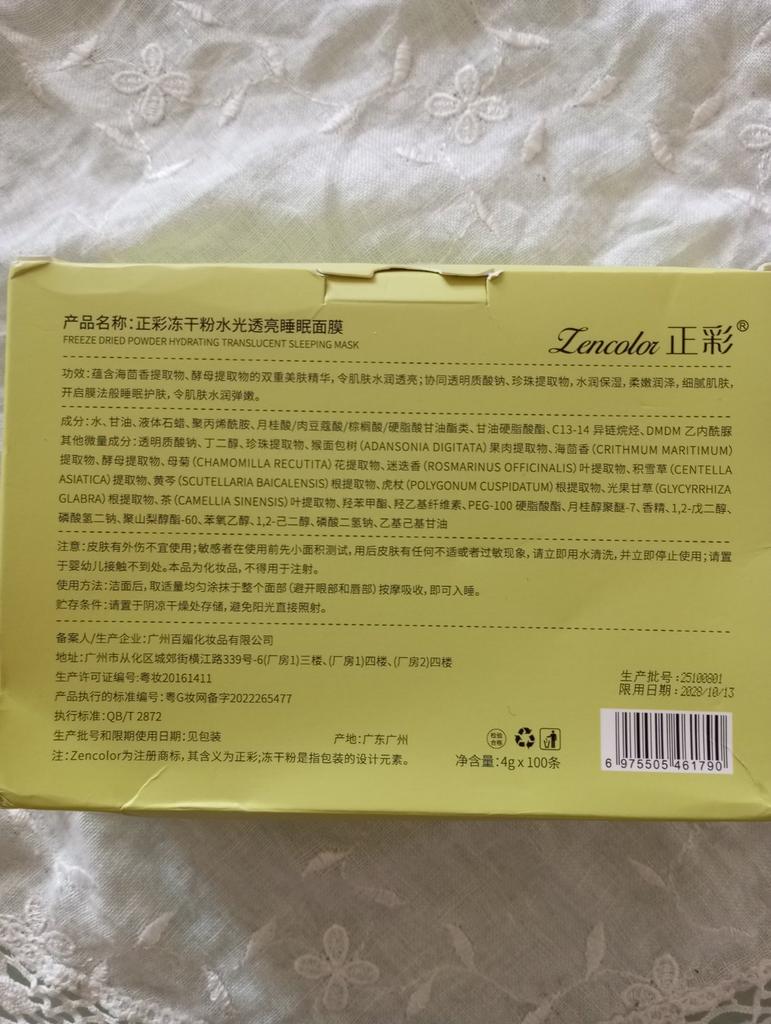 产品名称：正彩冻干粉水光透亮睡眠面膜
FREEZE DRIED POWDER HYDRATING TRANSLUCENT SLEEPING MASK
Zencolor 正彩®
功效：蕴含海茴香提取物、酵母提取物的双重美肤精华，令肌肤水润透亮；协同透明质酸钠、珍珠提取物，水润保湿，柔嫩润泽，细腻肌肤，
开启膜法般睡眠护肤，令肌肤水润弹嫩。
成分：水、甘油、液体石蜡、聚丙烯酰胺、月桂酸/肉豆蔻酸/棕榈酸/硬脂酸甘油酯类、甘油硬脂酸酯、C13-14 异链烷烃、DMDM 乙内酰脲
其他微量成分：透明质酸钠、丁二醇、珍珠提取物、猴面包树（ADANSONIA DIGITATA）果肉提取物、海茴香（CRITHMUM MARITIMUM）
提取物、酵母提取物、母菊（CHAMOMILLA RECUTITA）花提取物、迷迭香（ROSMARINUS OFFICINALIS）叶提取物、积雪草（CENTELLA
ASIATICA）提取物、黄芩（SCUTELLARIA BAICALENSIS）根提取物、虎杖（POLYGONUM CUSPIDATUM）根提取物、光果甘草（GLYCYRRHIZA
GLABRA）根提取物、茶（CAMELLIA SINENSIS）叶提取物、羟苯甲酯、羟乙基纤维素、PEG-100 硬脂酸酯、月桂醇聚醚-7、香精、1,2-戊二醇、
磷酸氢二钠、聚山梨醇酯-60、苯氧乙醇、1,2-己二醇、磷酸二氢钠、乙基己基甘油
注意：皮肤有外伤不宜使用；敏感者在使用前先小面积测试，用后皮肤有任何不适或者过敏现象，请立即用水清洗，并立即停止使用；请置
于婴幼儿接触不到处。本品为化妆品，不得用于注射。
使用方法：洁面后，取适量均匀涂抹于整个面部（避开眼部和唇部）按摩吸收，即可入睡。
贮存条件：请置于阴凉干燥处存储，避免阳光直接照射。
备案人/生产企业：广州百媚化妆品有限公司
地址：广州市从化区城郊街横江路339号-6(厂房1)三楼、(厂房1)四楼、(厂房2)四楼
生产许可证编号：粤妆20161411
产品执行的标准编号：粤G妆网备字2022265477
执行标准：QB/T 2872
生产批号和限期使用日期：见包装
产地：广东广州
注：Zencolor为注册商标，其含义为正彩；冻干粉是指包装的设计元素。
检验
合格
净含量：4g x 100条
生产批号：25100801
限用日期：2028/10/13
6 975505 461790